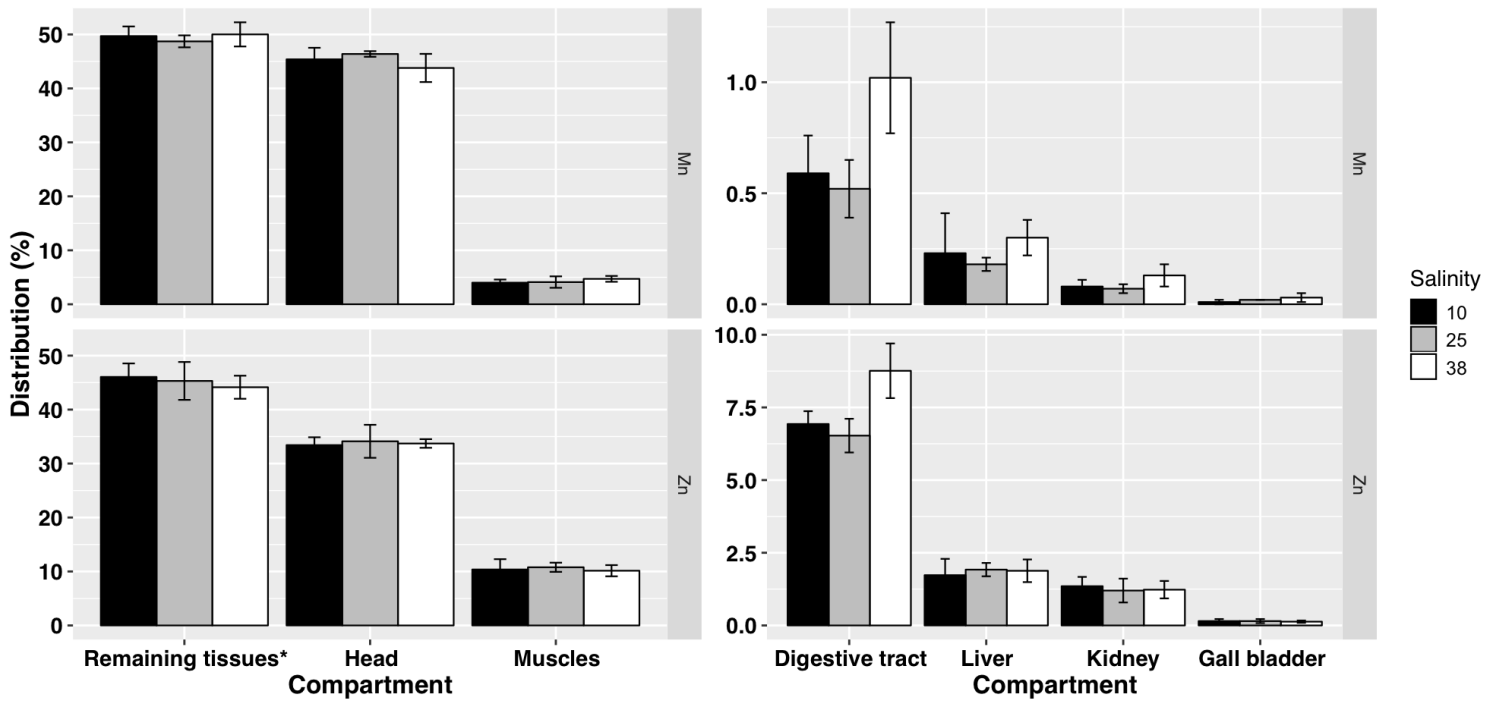 Distribution (%)
50
40
30
20
10
0
Mn
1.0
0.5
0.0
Mn
50
40
30
20
10
0
Zn
10.0
7.5
5.0
2.5
0.0
Zn
Remaining tissues* Head Muscles
Compartment
Digestive tract Liver Kidney Gall bladder
Compartment
Salinity
10
25
38